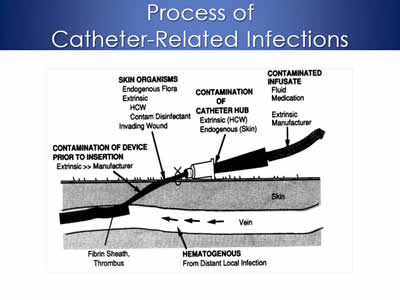 Process of
Catheter-Related Infections
SKIN ORGANISMS
Endogenous Flora
Extrinsic
HCW
Contam Disinfectant
Invading Wound
CONTAMINATION
OF
CATHETER HUB
Extrinsic (HCW)
Endogenous (Skin)
CONTAMINATED
INFUSATE
Fluid
Medication
Extrinsic
Manufacturer
CONTAMINATION OF DEVICE
PRIOR TO INSERTION
Extrinsic >> Manufacturer
Skin
Vein
Fibrin Sheath,
Thrombus
HEMATOGENOUS
From Distant Local Infection